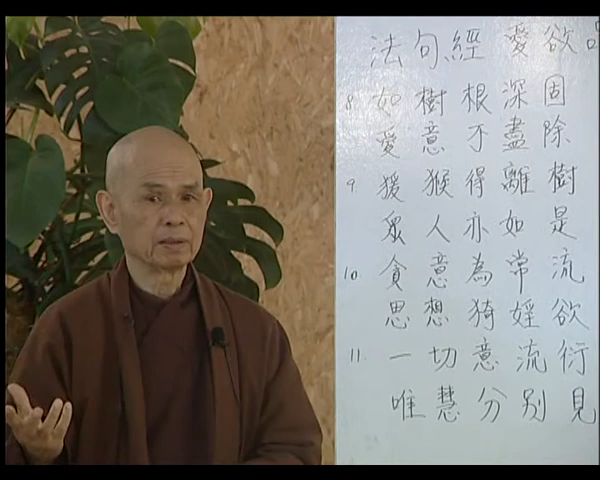 法句經 愛欲品
8 如樹根深固
愛意不盡除
9 猨猴得離樹
眾人亦如是
10 貪意為常流
思想猗婬欲
11. 一切意流衍
唯慧分別見